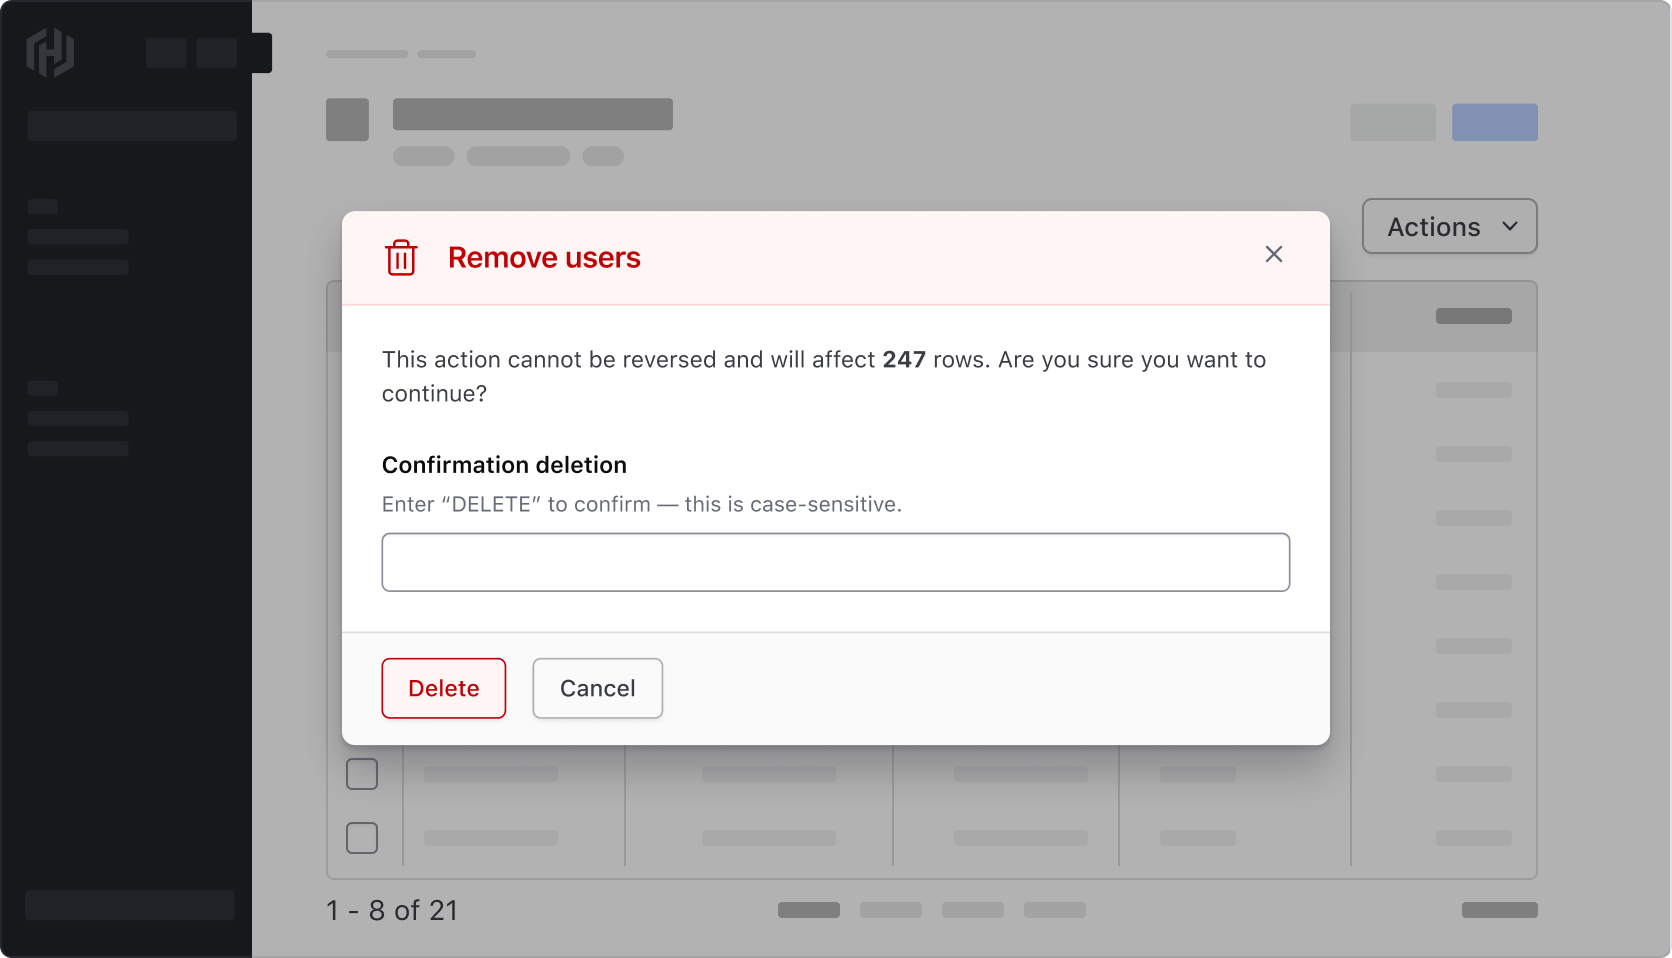 Actions
Remove users
This action cannot be reversed and will affect 247 rows. Are you sure you want to
continue?
Confirmation deletion
Enter “DELETE” to confirm — this is case-sensitive.
Delete
Cancel
1 - 8 of 21